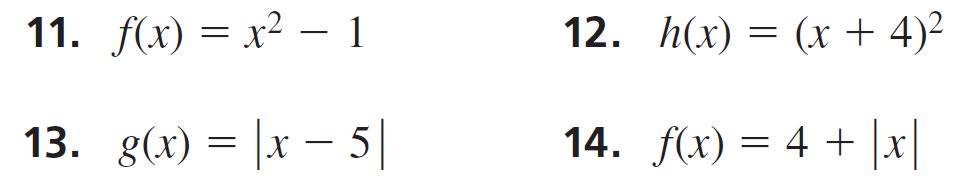 11. f(x) = x² − 1 12. h(x) = (x + 4)²
13. g(x) = |x − 5| 14. f(x) = 4 + |x|